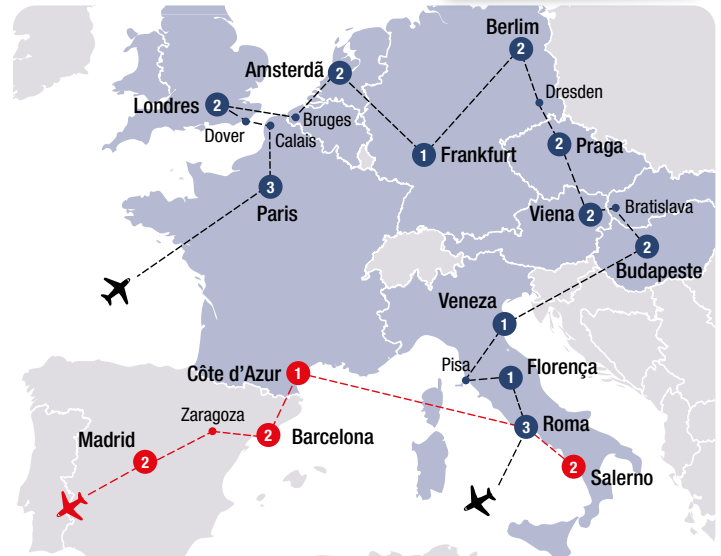 Berlim
2
Amsterdã
2
Dresden
Londres
2
Bruges
Dover
Calais
1
Frankfurt
2
Praga
3
Paris
Viena
2
Bratislava
2
Budapeste
Veneza
1
Pisa
1
Florença
Côte d'Azur
1
Zaragoza
Madrid
2
2
Barcelona
3
Roma
2
Salerno